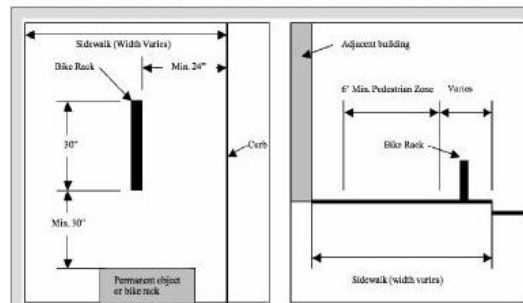 Sidewalk (Width Varies)
Bike Rack
Min. 24"
30"
Curb
Min. 30"
Permanent object
or bike rack
Adjacent building
6' Min. Pedestrian Zone
Varies
Bike Rack
Sidewalk (width varies)